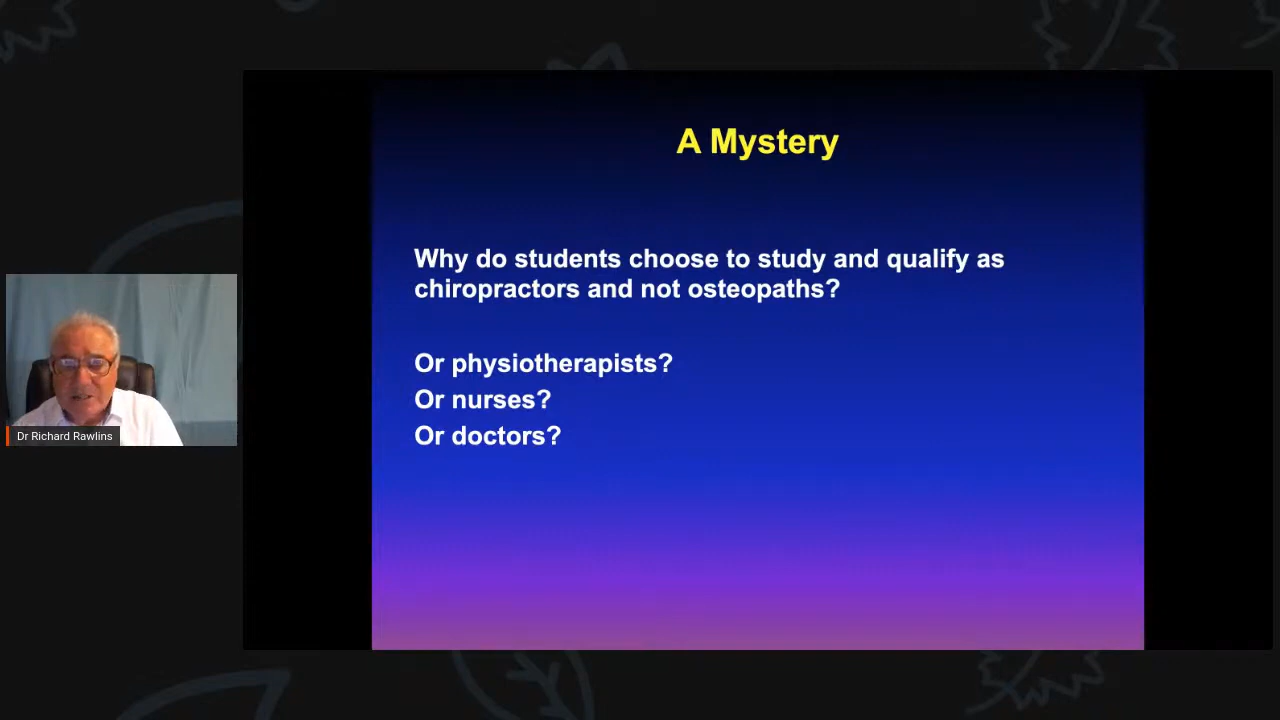 A Mystery
Why do students choose to study and qualify as
chiropractors and not osteopaths?
Or physiotherapists?
Or nurses?
Or doctors?
Dr Richard Rawlins